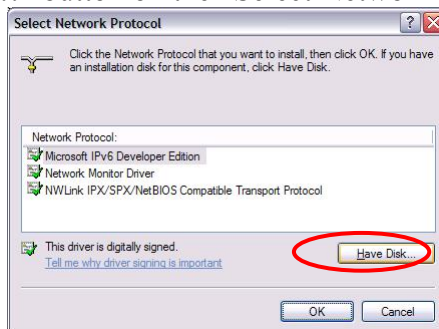 Select Network Protocol
Click the Network Protocol that you want to install, then click OK. If you have
an installation disk for this component, click Have Disk.
Network Protocol:
Microsoft IPv6 Developer Edition
Network Monitor Driver
NWLink IPX/SPX/NetBIOS Compatible Transport Protocol
This driver is digitally signed.
Tell me why driver signing is important
Have Disk...
OK Cancel